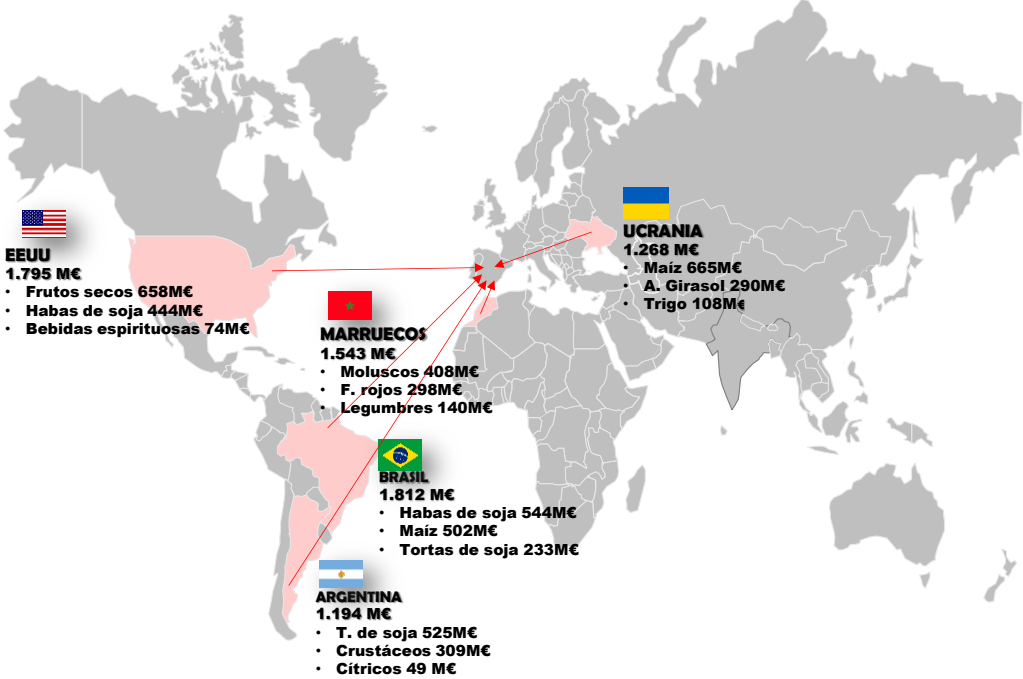 EEUU
1.795 M€
• Frutos secos 658M€
• Habas de soja 444M€
• Bebidas espirituosas 74M€
MARRUECOS
1.543 M€
• Moluscos 408M€
• F. rojos 298M€
• Legumbres 140M€
UCRANIA
1.268 M€
• Maíz 665M€
• A. Girasol 290M€
• Trigo 108M€
BRASIL
1.812 M€
• Habas de soja 544M€
• Maíz 502M€
• Tortas de soja 233M€
ARGENTINA
1.194 M€
• T. de soja 525M€
• Crustáceos 309M€
• Cítricos 49 M€